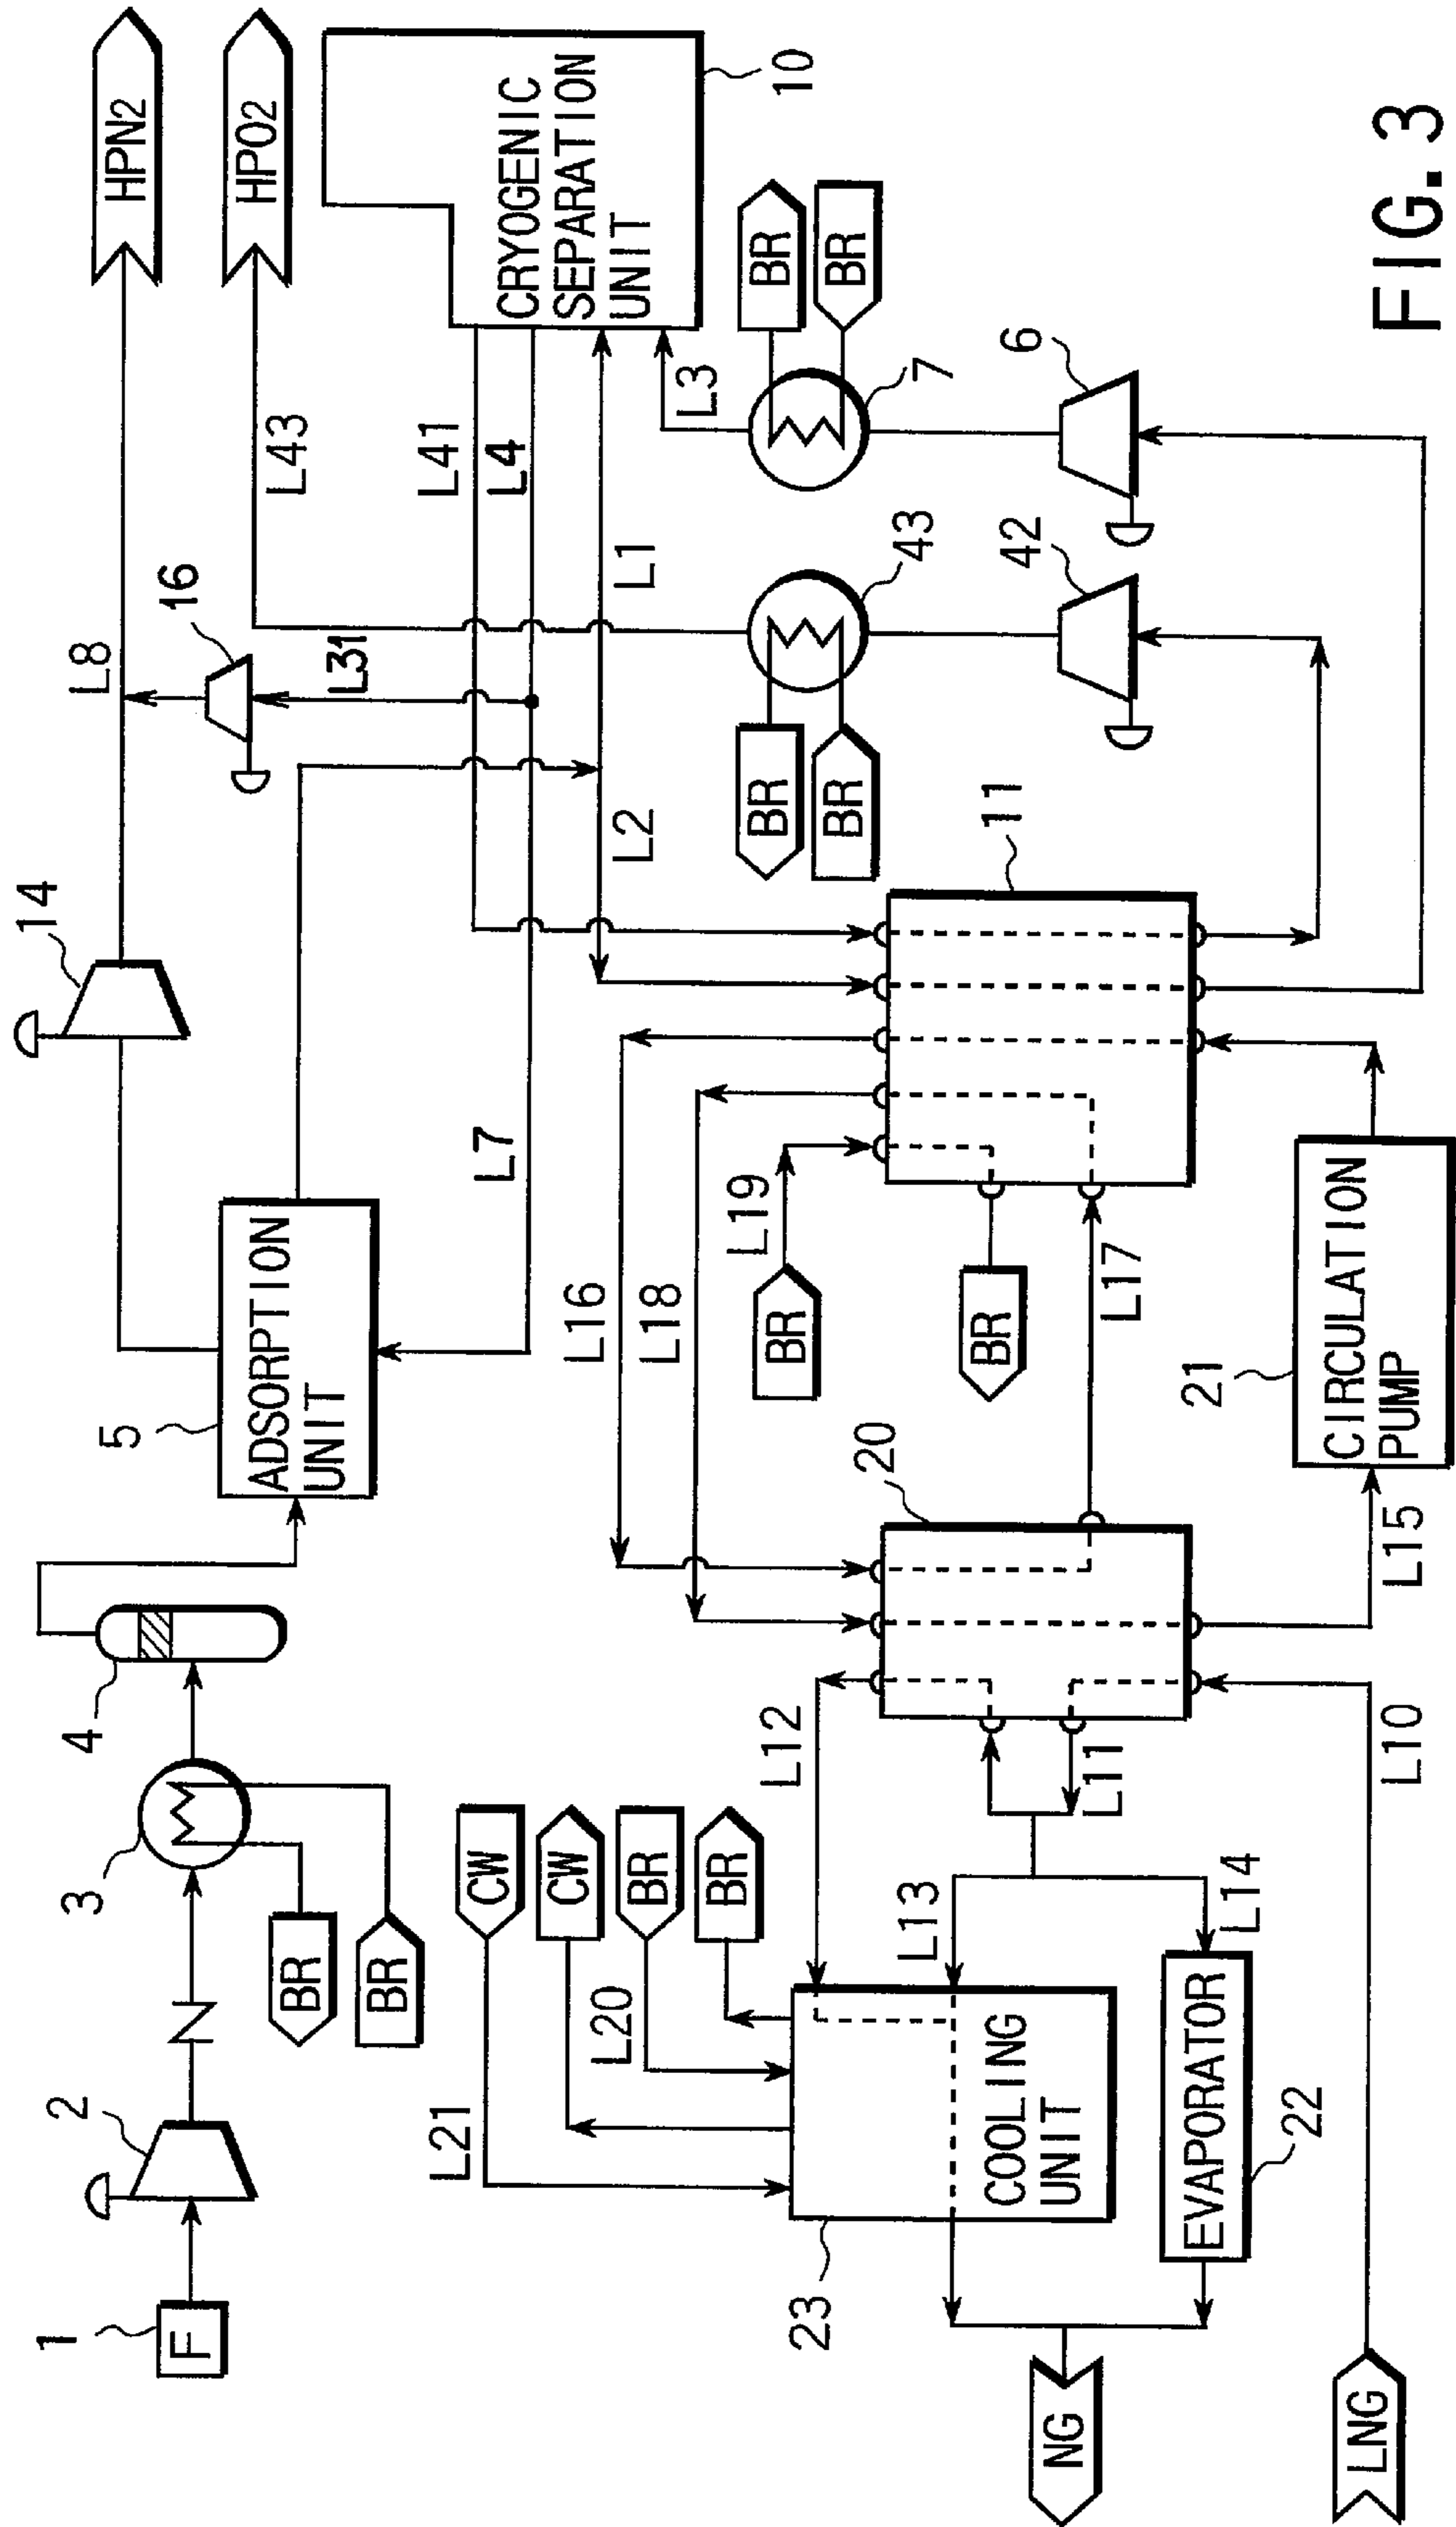 HPN2
HPO2
L8
L43
14
16
L31
CRYOGENIC
SEPARATION
UNIT
10
L41
L4
L1
L2
L3
5
ADSORPTION
UNIT
L7
4
3
BR
BR
2
1
F
BR
BR
7
6
BR
BR
43
42
11
L16
L18
L19
BR
BR
L17
20
21
CIRCULATION
PUMP
L15
L12
L11
L10
CW
CW
BR
BR
L21
L20
L13
L14
COOLING
UNIT
23
EVAPORATOR
22
NG
LNG
FIG. 3